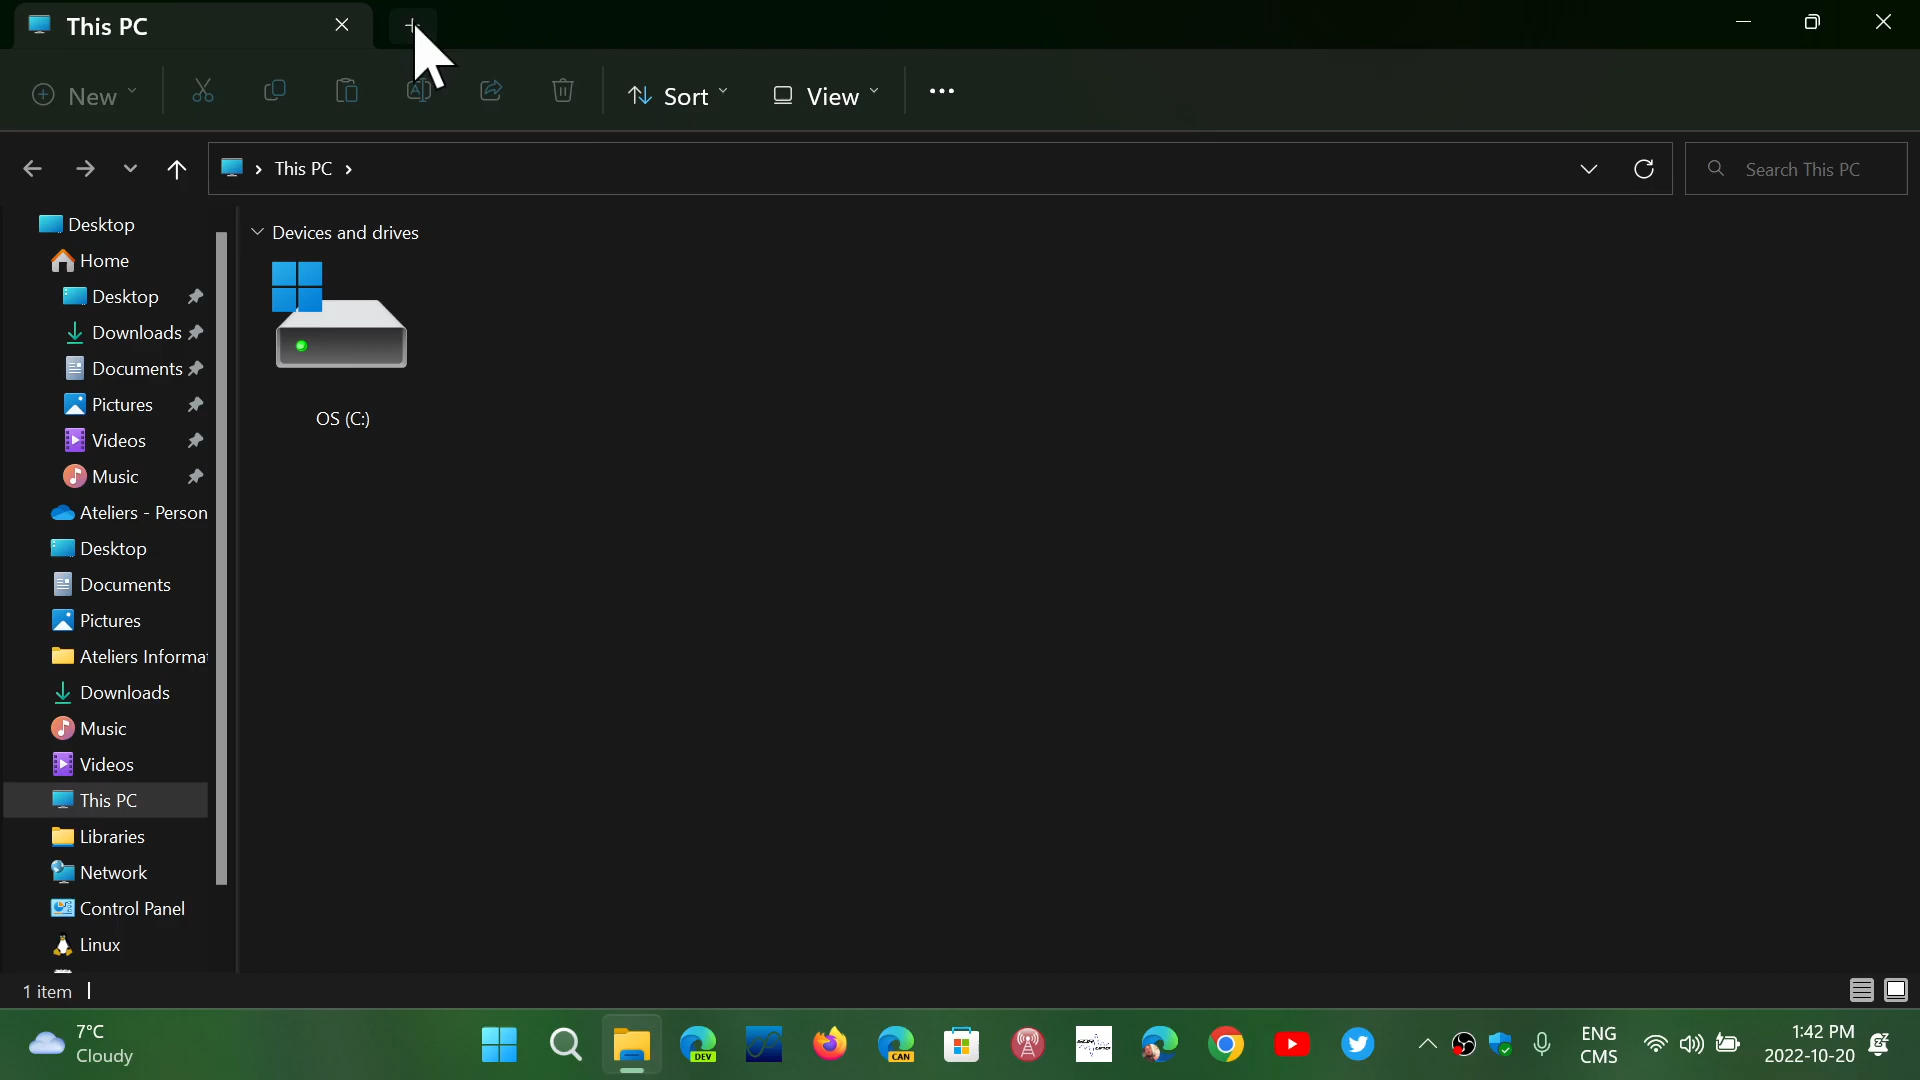 This PC
New
Sort
View
This PC
Search This PC
Desktop
Home
Desktop
Downloads
Documents
Pictures
Videos
Music
Ateliers - Person
Desktop
Documents
Pictures
Ateliers Informa
Downloads
Music
Videos
This PC
Libraries
Network
Control Panel
Linux
Devices and drives
OS (C:)
1 item
7°C
Cloudy
DEV
CAN
ENG
CMS
1:42 PM
2022-10-20